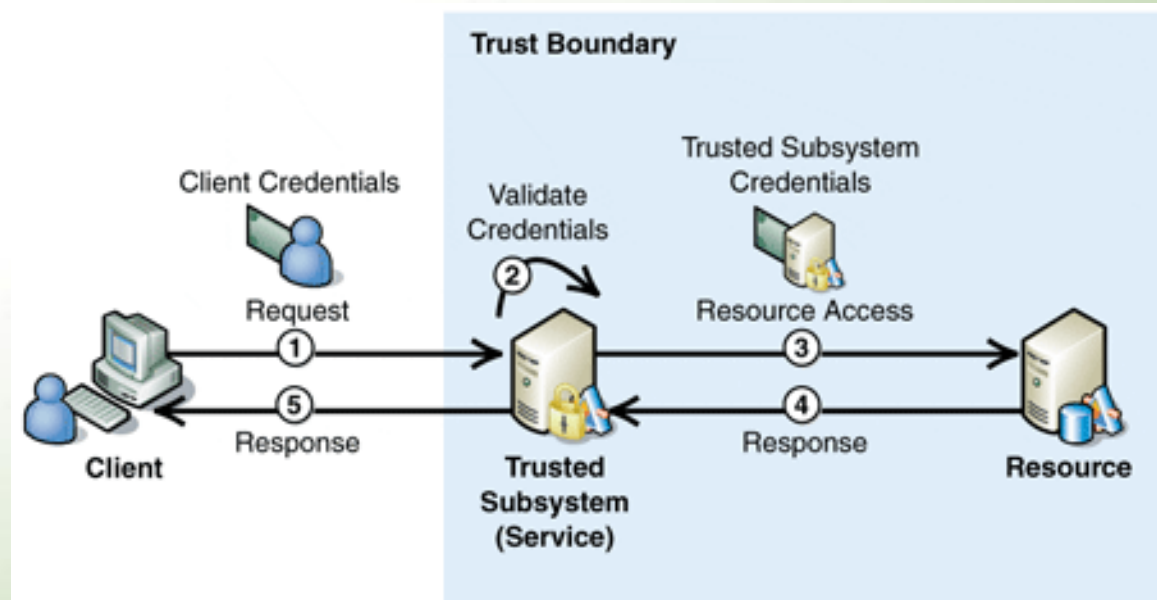 Trust Boundary
Client Credentials
Request
1
Validate
Credentials
2
Trusted Subsystem
Credentials
Resource Access
3
5
Response
4
Response
Client
Trusted
Subsystem
(Service)
Resource